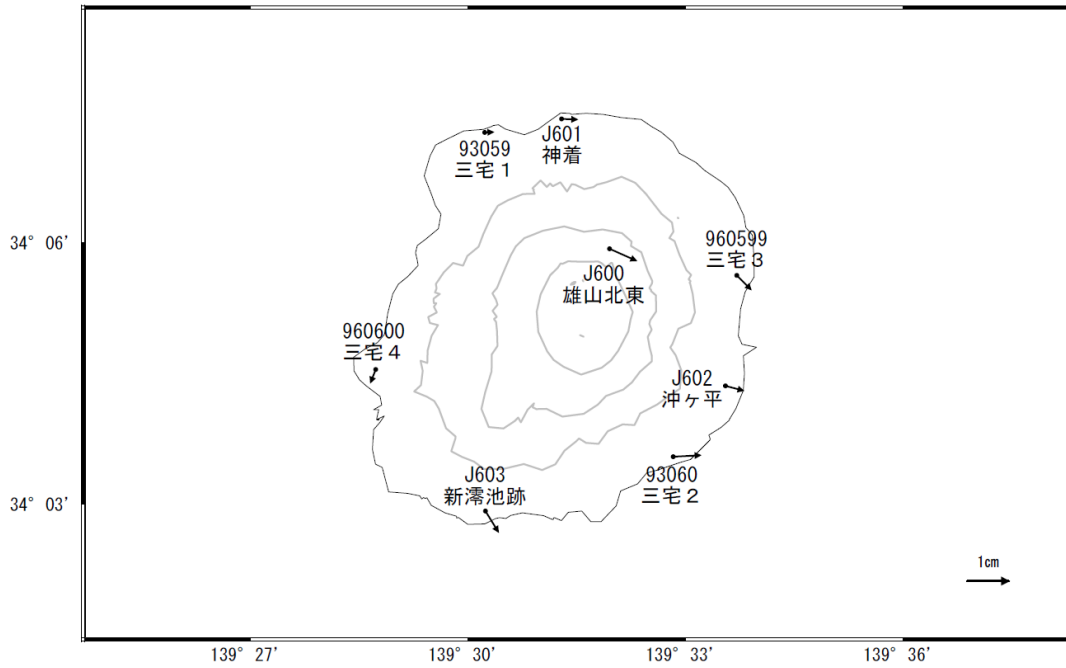 J601
神着
93059
三宅１
34° 06'
960599
三宅３
J600
雄山北東
960600
三宅４
J602
沖ヶ平
J603
新澪池跡
93060
三宅２
34° 03'
1cm
139° 27'
139° 30'
139° 33'
139° 36'